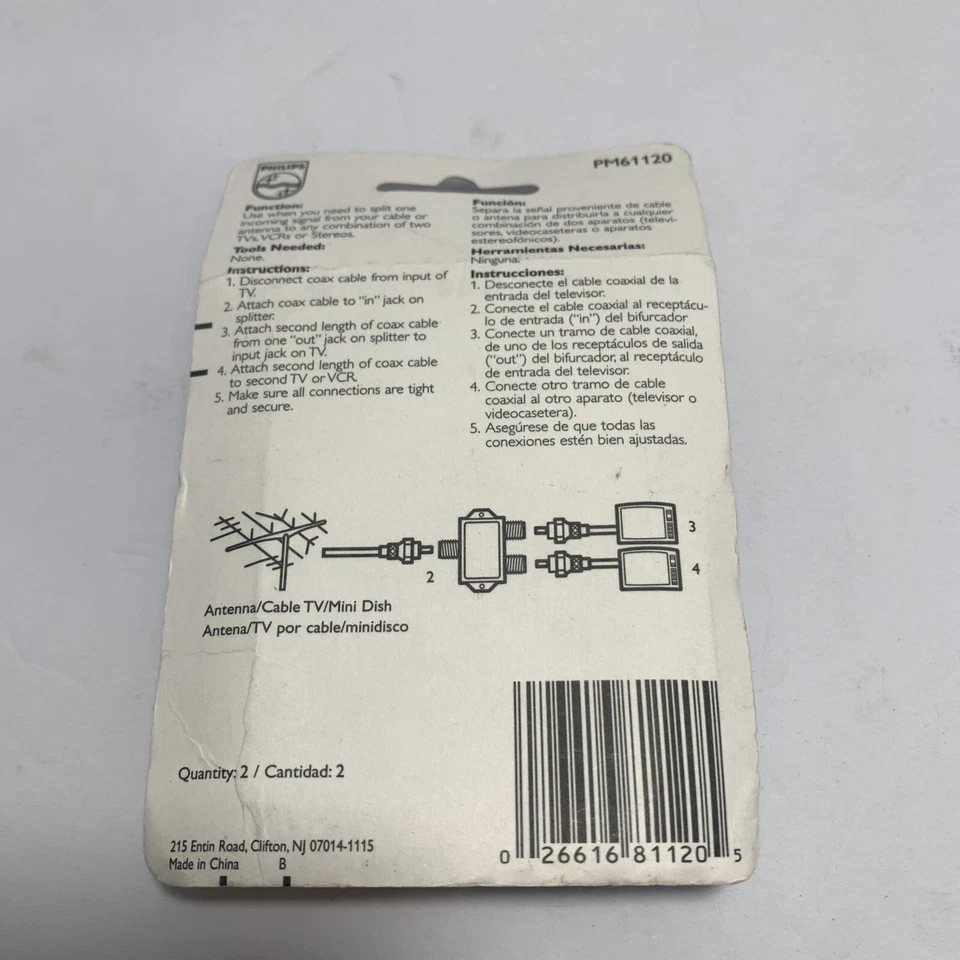 PHILIPS
PM61120
Function:
Use when you need to split one
incoming signal from your cable or
antenna to any combination of two
TVs, VCRs or Stereos.
Tools Needed:
None.
Instructions:
1. Disconnect coax cable from input of
TV.
2. Attach coax cable to "in" jack on
splitter.
3. Attach second length of coax cable
from one "out" jack on splitter to
input jack on TV.
4. Attach second length of coax cable
to second TV or VCR.
5. Make sure all connections are tight
and secure.
Función:
Separa la señal proveniente de cable
o antena para distribuirla a cualquier
combinación de dos aparatos (televi-
sores, videocaseteras o aparatos
estereofónicos).
Herramientas Necesarias:
Ninguna.
Instrucciones:
1. Desconecte el cable coaxial de la
entrada del televisor.
2. Conecte el cable coaxial al receptácu-
lo de entrada ("in") del bifurcador
3. Conecte un tramo de cable coaxial,
de uno de los receptáculos de salida
("out") del bifurcador, al receptáculo
de entrada del televisor.
4. Conecte otro tramo de cable
coaxial al otro aparato (televisor o
videocasetera).
5. Asegúrese de que todas las
conexiones estén bien ajustadas.
2
3
4
Antenna/Cable TV/Mini Dish
Antena/TV por cable/minidisco
Quantity: 2 / Cantidad: 2
215 Entin Road, Clifton, NJ 07014-1115
Made in China B
0 26616 81120 5